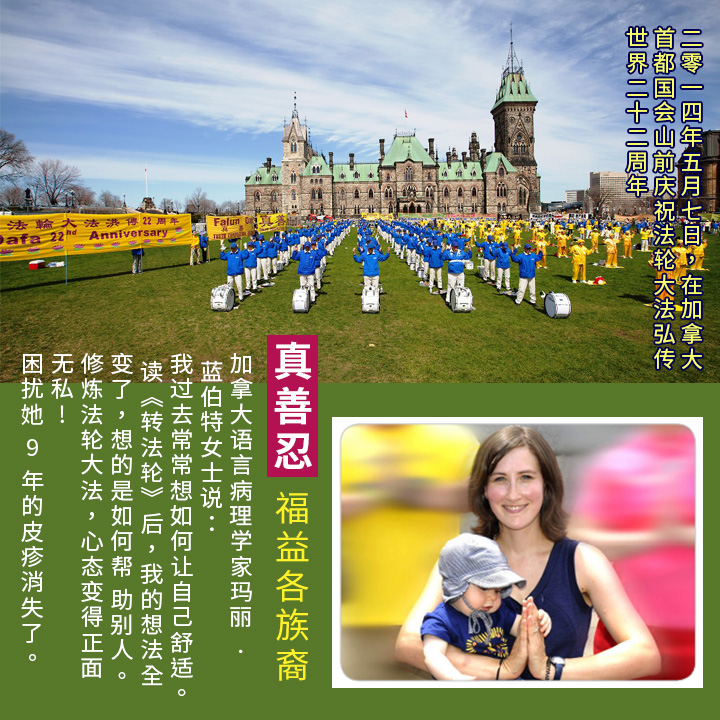 二零一四年五月七日，在加拿大
首都国会山前庆祝法轮大法弘传
世界二十二周年
法輪大法洪傳22周年
Dafa 22nd Anniversary
Falun
真善忍
福益各族裔
加拿大语言病理学家玛丽．
蓝伯特女士说：
我过去常常想如何让自己舒适。
读《转法轮》后，我的想法全
变了，想的是如何帮 助别人。
修炼法轮大法，心态变得正面
无私！
困扰她 9 年的皮疹消失了。